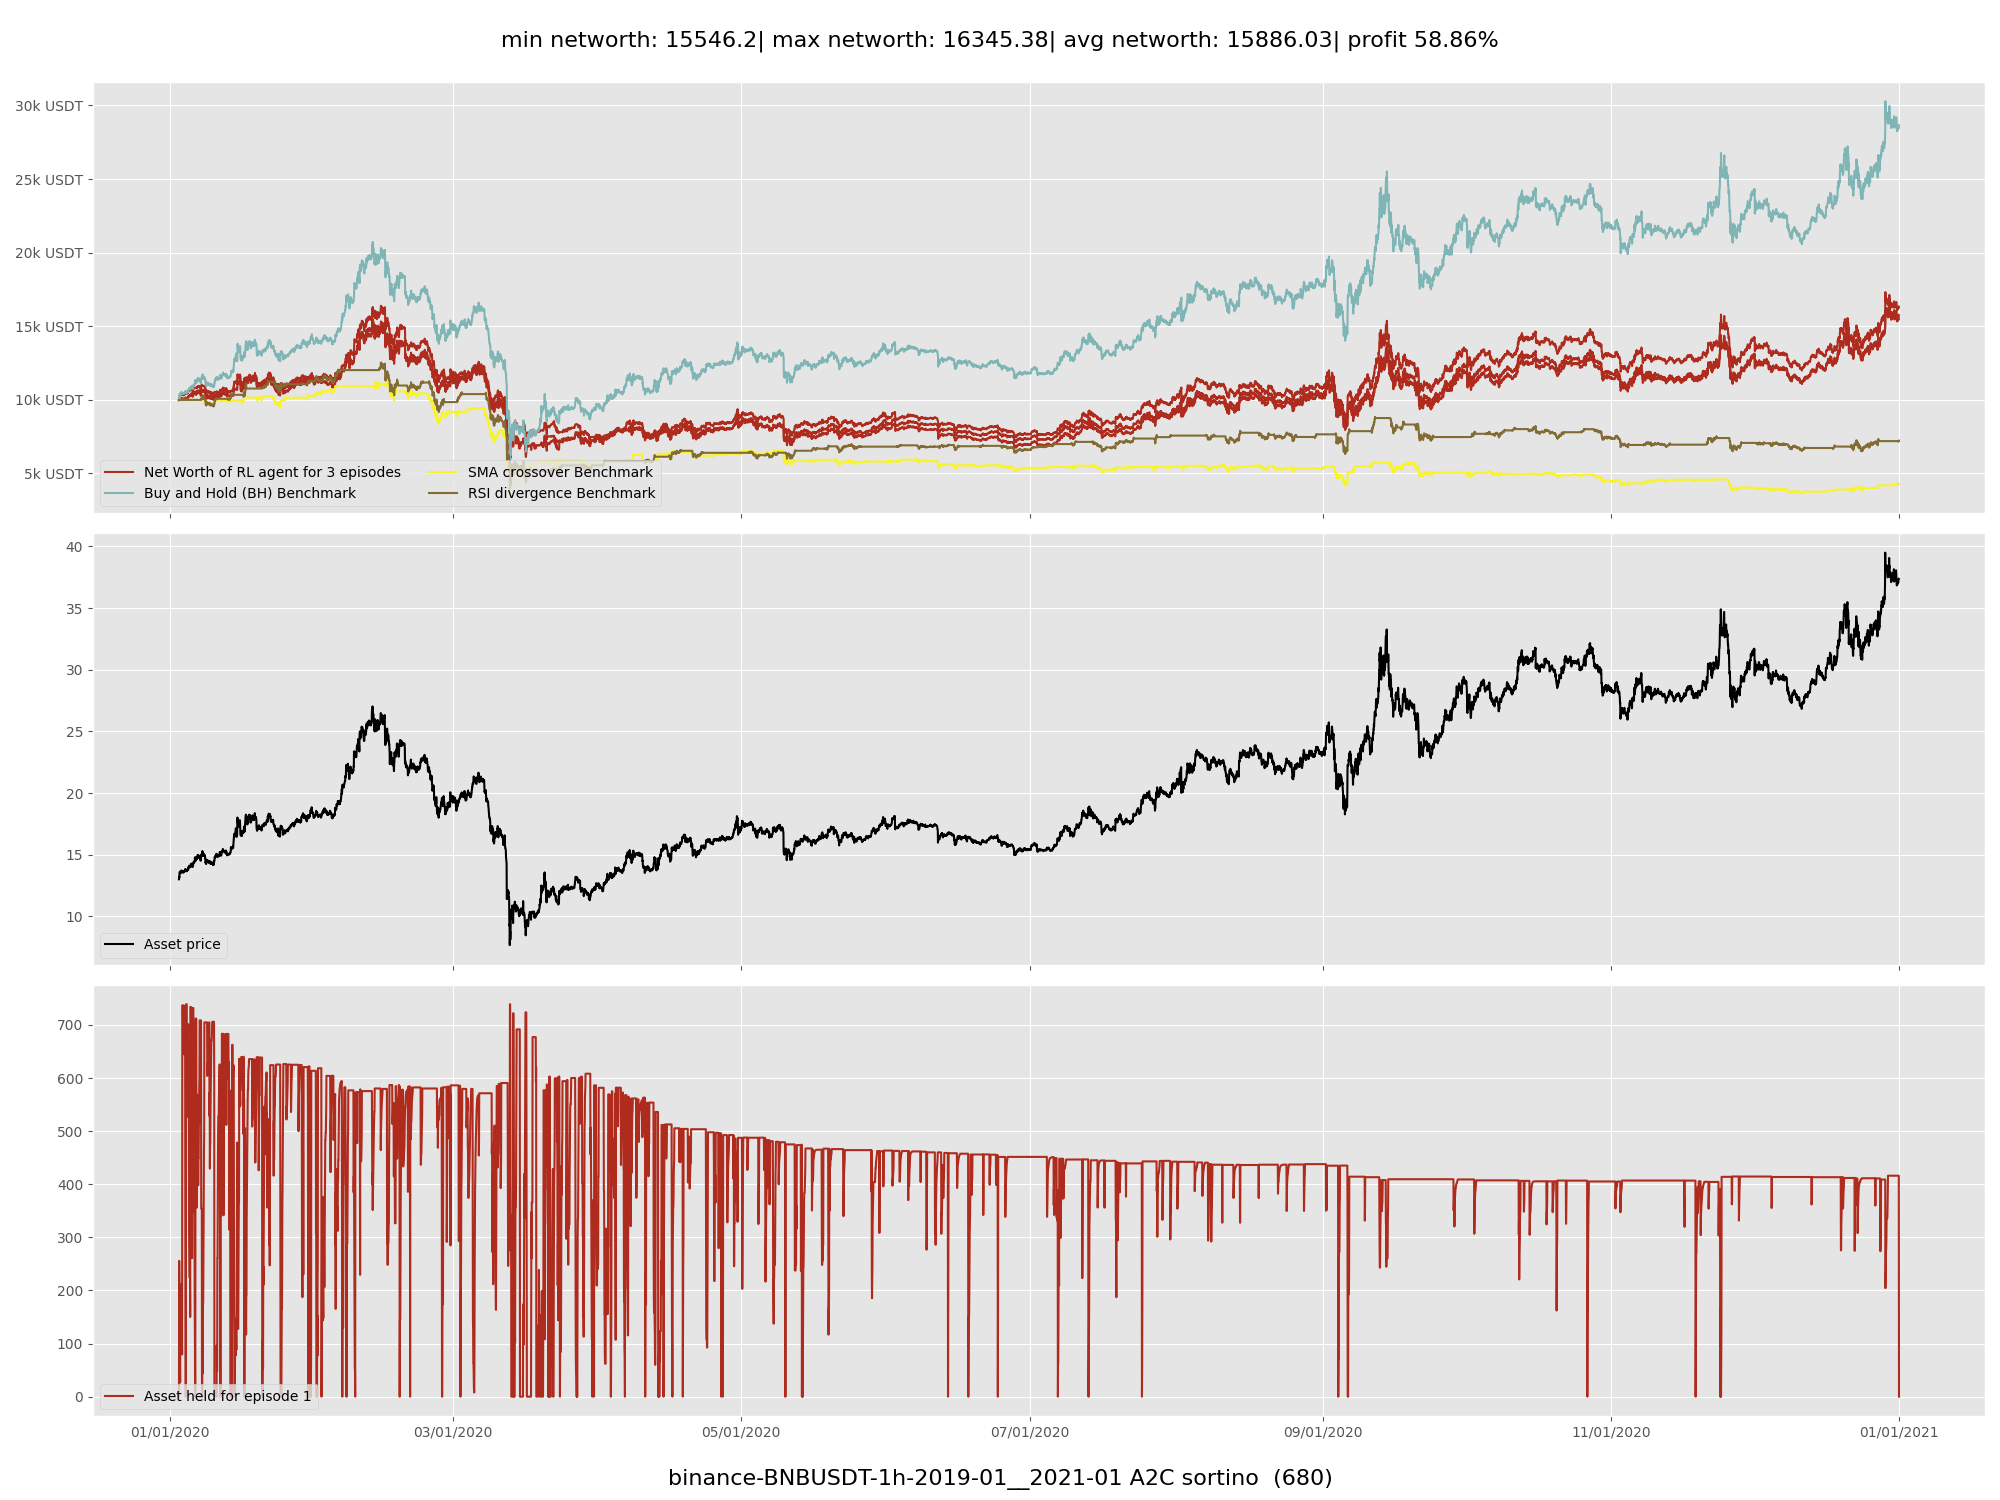 min networth: 15546.2| max networth: 16345.38| avg networth: 15886.03| profit 58.86%
30k USDT
25k USDT
20k USDT
15k USDT
10k USDT
5k USDT
Net Worth of RL agent for 3 episodes
Buy and Hold (BH) Benchmark
SMA crossover Benchmark
RSI divergence Benchmark
40
35
30
25
20
15
10
Asset price
700
600
500
400
300
200
100
0
Asset held for episode 1
01/01/2020
03/01/2020
05/01/2020
07/01/2020
09/01/2020
11/01/2020
01/01/2021
binance-BNBUSDT-1h-2019-01__2021-01 A2C sortino  (680)